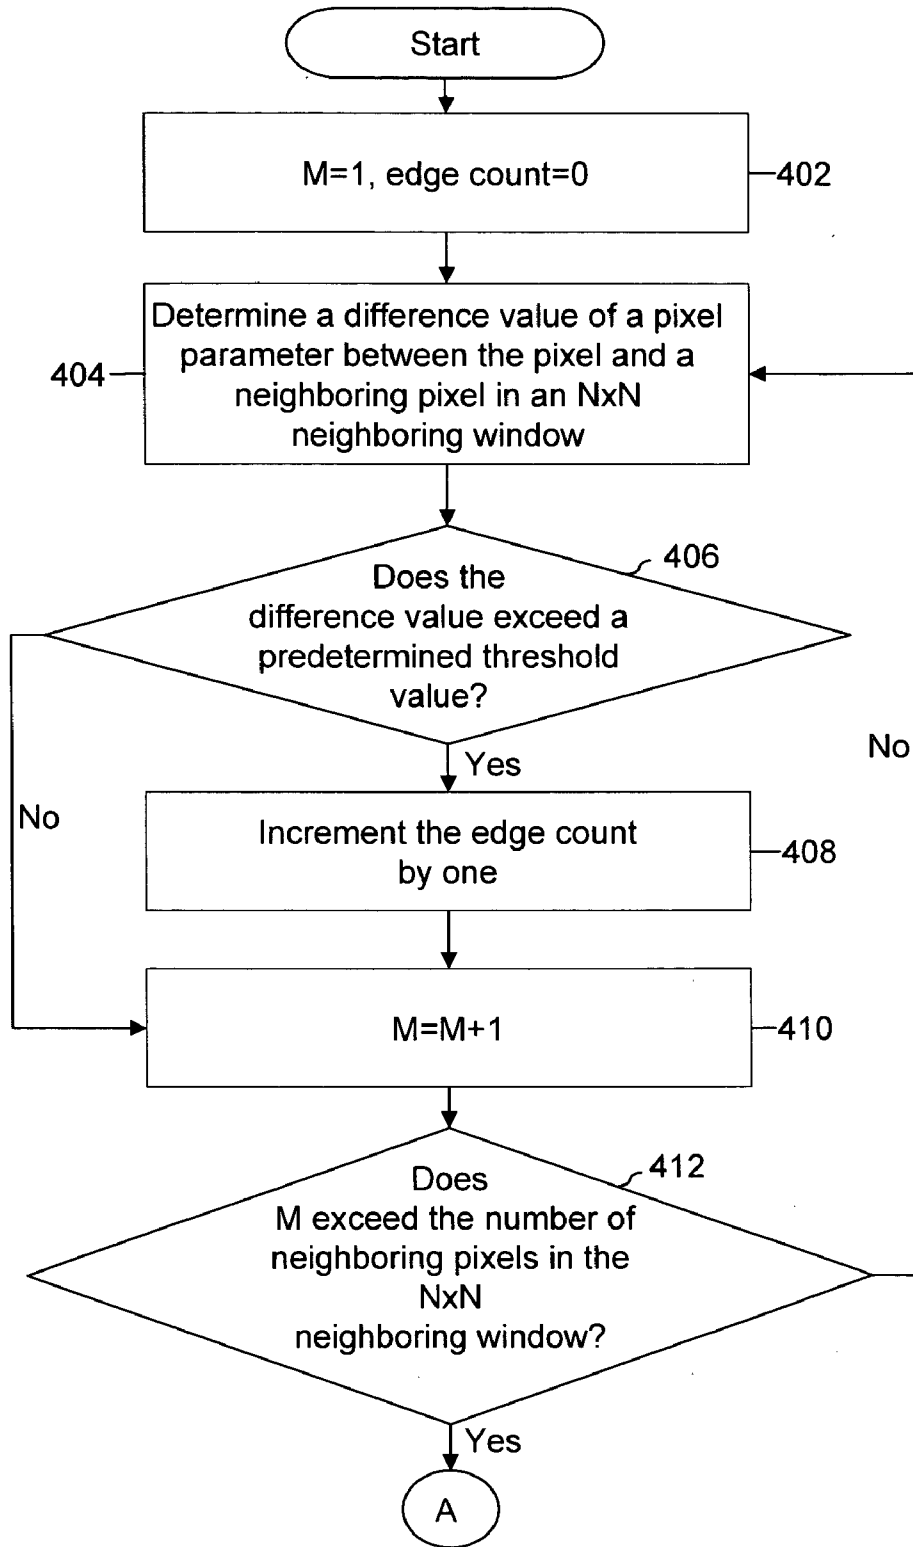 Start
M=1, edge count=0
402
Determine a difference value of a pixel
parameter between the pixel and a
neighboring pixel in an NxN
neighboring window
404
406
Does the
difference value exceed a
predetermined threshold
value?
Yes
No
No
Increment the edge count
by one
408
M=M+1
410
412
Does
M exceed the number of
neighboring pixels in the
NxN
neighboring window?
Yes
A